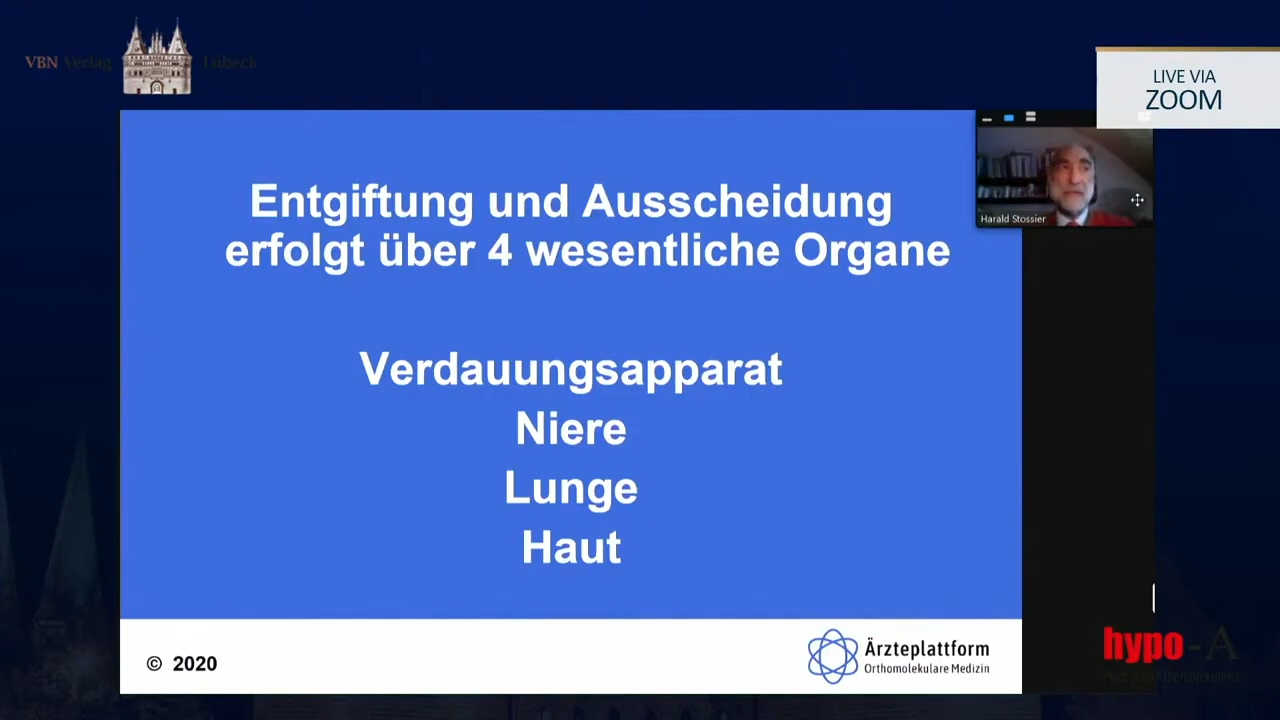 VBN Verlag Lübeck
LIVE VIA
ZOOM
Entgiftung und Ausscheidung
erfolgt über 4 wesentliche Organe
Harald Stossier
Verdauungsapparat
Niere
Lunge
Haut
© 2020
Ärzteplattform
Orthomolekulare Medizin
hypo-A